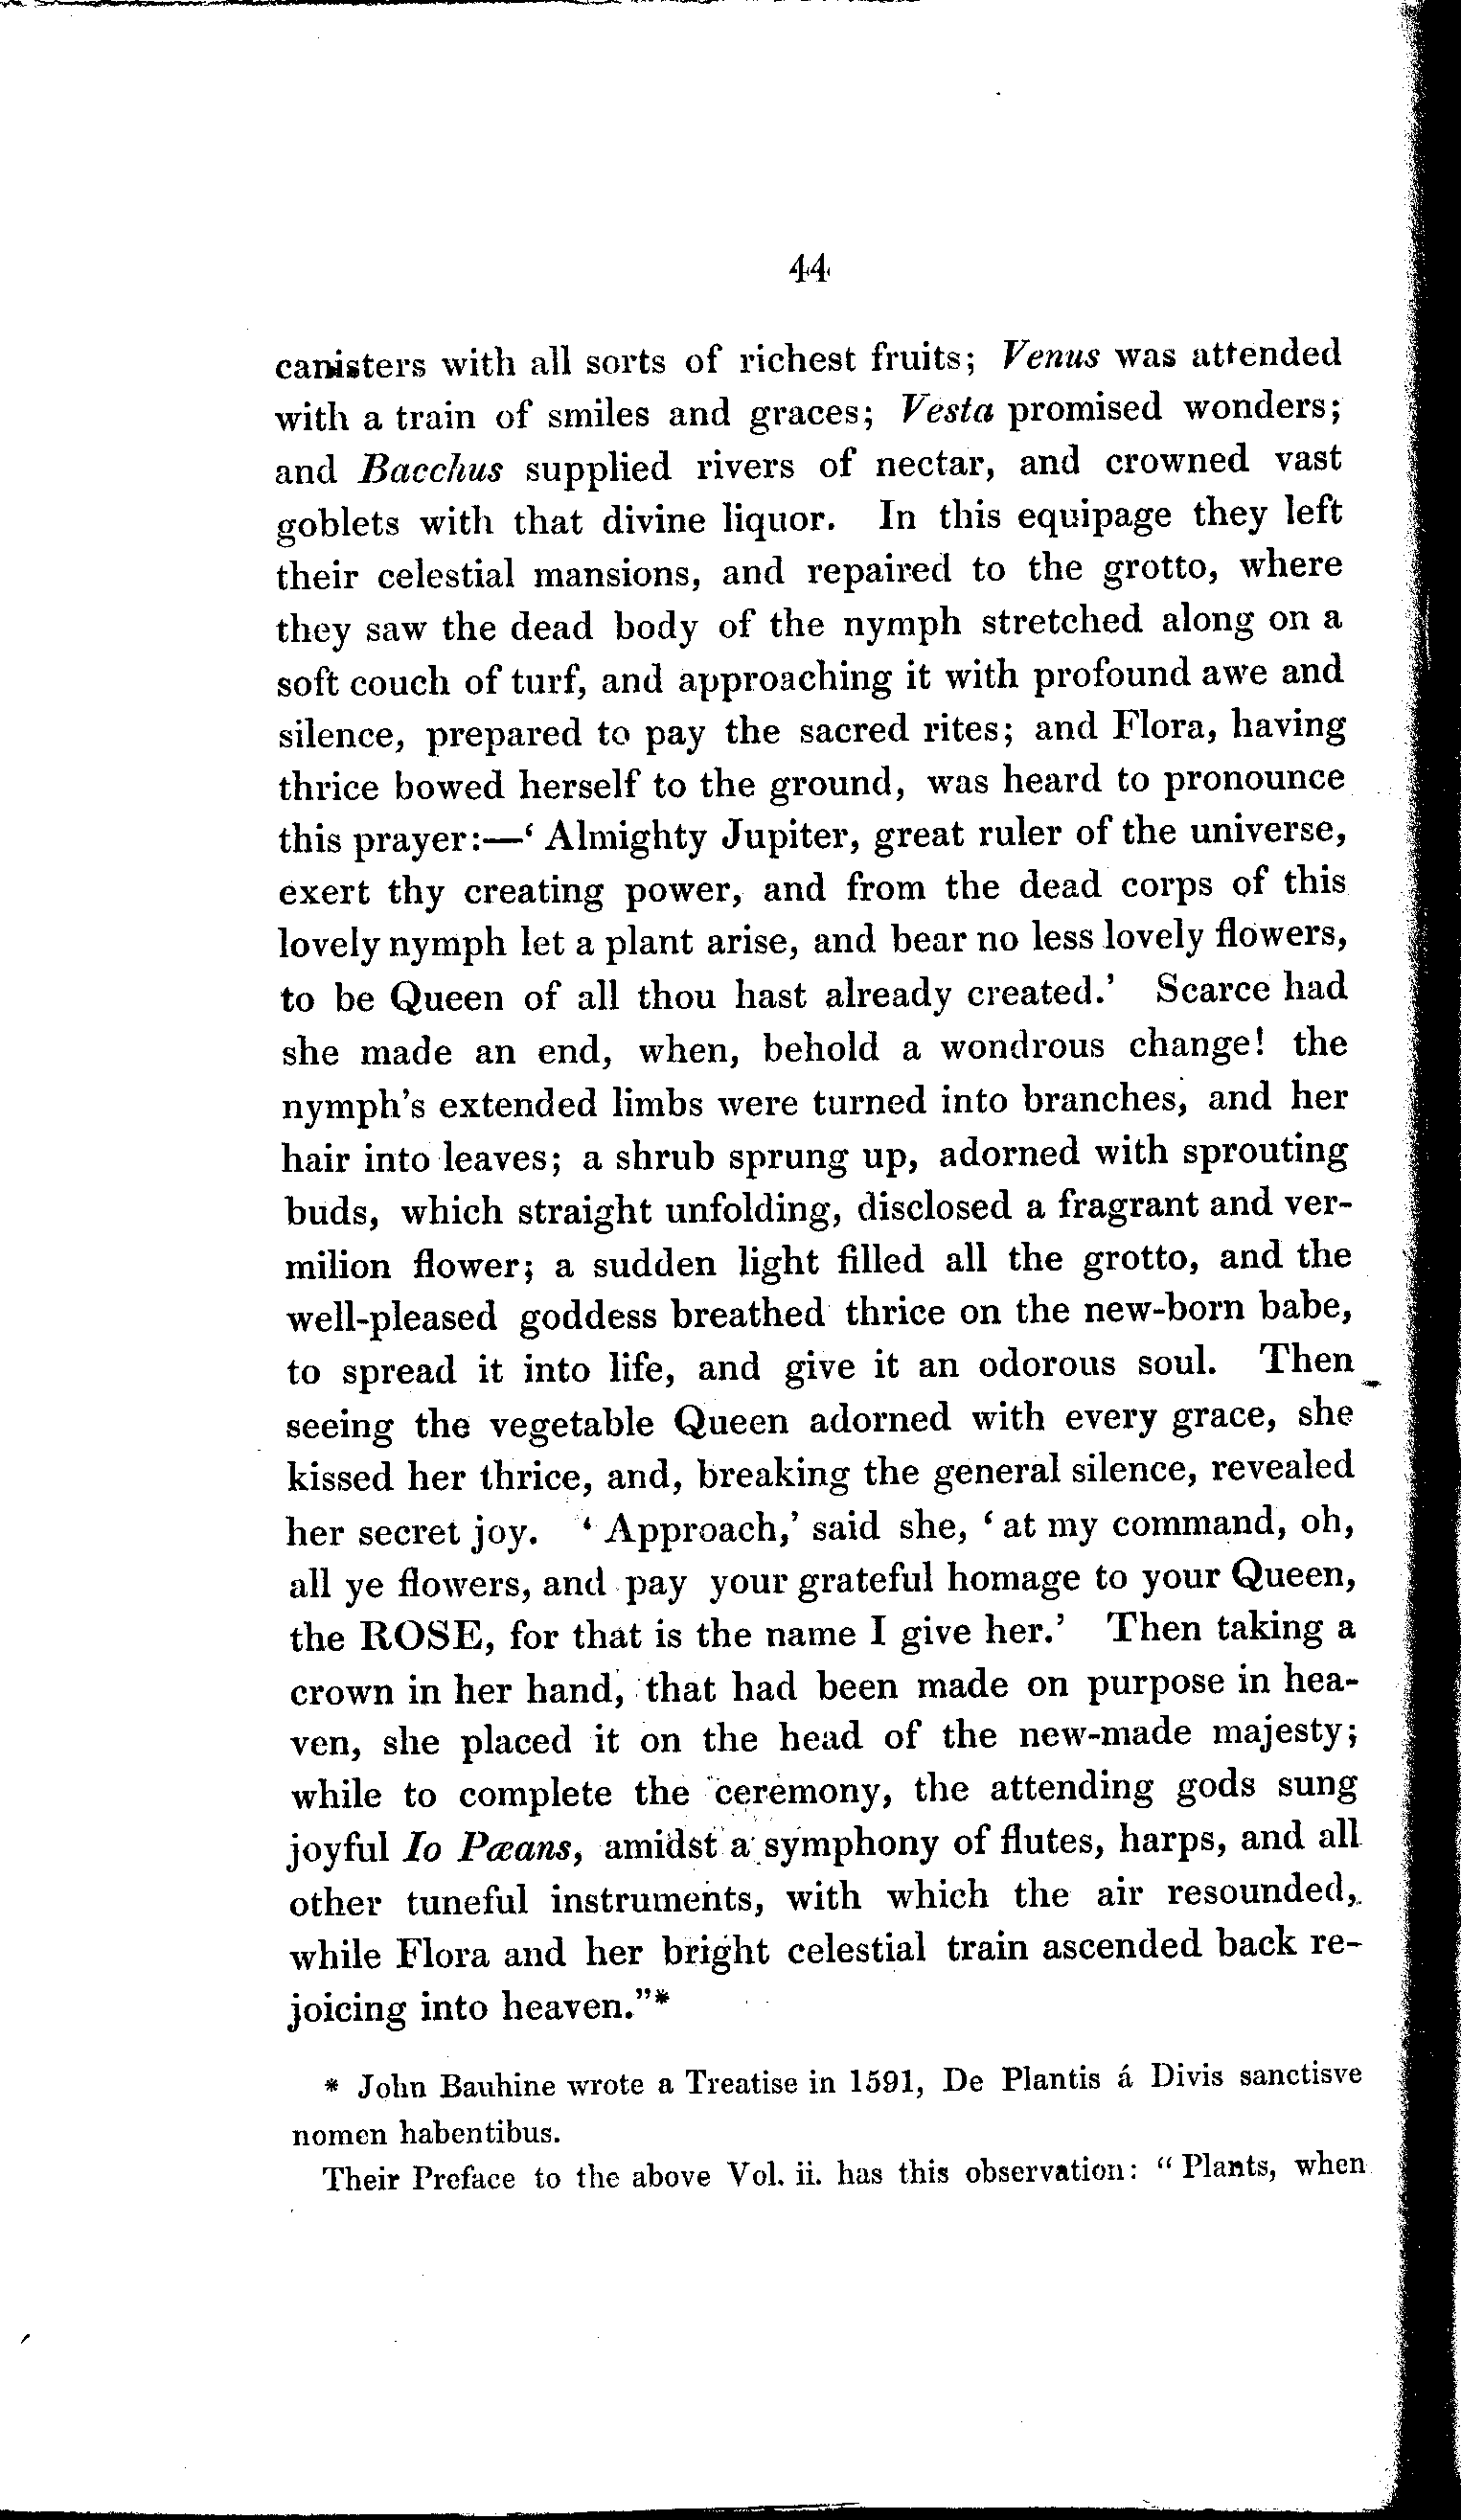 44
canisters with all sorts of richest fruits; Venus was attended
with a train of smiles and graces; Vesta promised wonders;
and Bacchus supplied rivers of nectar, and crowned vast
goblets with that divine liquor. In this equipage they left
their celestial mansions, and repaired to the grotto, where
they saw the dead body of the nymph stretched along on a
soft couch of turf, and approaching it with profound awe and
silence, prepared to pay the sacred rites; and Flora, having
thrice bowed herself to the ground, was heard to pronounce
this prayer:—‘ Almighty Jupiter, great ruler of the universe,
exert thy creating power, and from the dead corps of this
lovely nymph let a plant arise, and bear no less lovely flowers,
to be Queen of all thou hast already created.’ Scarce had
she made an end, when, behold a wondrous change! the
nymph's extended limbs were turned into branches, and her
hair into leaves; a shrub sprung up, adorned with sprouting
buds, which straight unfolding, disclosed a fragrant and ver-
milion flower; a sudden light filled all the grotto, and the
well-pleased goddess breathed thrice on the new-born babe,
to spread it into life, and give it an odorous soul. Then
seeing the vegetable Queen adorned with every grace, she
kissed her thrice, and, breaking the general silence, revealed
her secret joy. ‘ Approach,’ said she, ‘ at my command, oh,
all ye flowers, and pay your grateful homage to your Queen,
the ROSE, for that is the name I give her.’ Then taking a
crown in her hand, that had been made on purpose in hea-
ven, she placed it on the head of the new-made majesty;
while to complete the ceremony, the attending gods sung
joyful Io Pæans, amidst a symphony of flutes, harps, and all
other tuneful instruments, with which the air resounded,
while Flora and her bright celestial train ascended back re-
joicing into heaven.”*
* John Bauhine wrote a Treatise in 1591, De Plantis á Divis sanctisve
nomen habentibus.
Their Preface to the above Vol. ii. has this observation: “ Plants, when